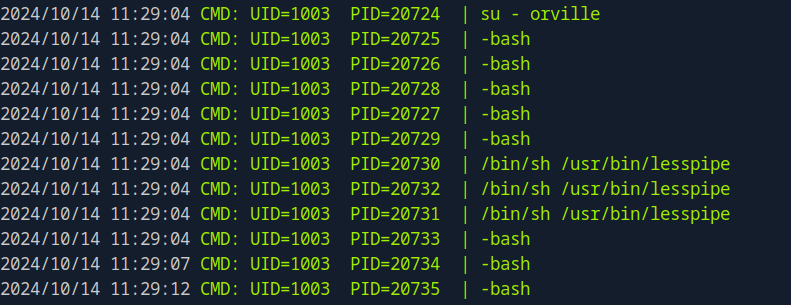 2024/10/14 11:29:04 CMD: UID=1003  PID=20724  | su - orville
2024/10/14 11:29:04 CMD: UID=1003  PID=20725  | -bash
2024/10/14 11:29:04 CMD: UID=1003  PID=20726  | -bash
2024/10/14 11:29:04 CMD: UID=1003  PID=20728  | -bash
2024/10/14 11:29:04 CMD: UID=1003  PID=20727  | -bash
2024/10/14 11:29:04 CMD: UID=1003  PID=20729  | -bash
2024/10/14 11:29:04 CMD: UID=1003  PID=20730  | /bin/sh /usr/bin/lesspipe
2024/10/14 11:29:04 CMD: UID=1003  PID=20732  | /bin/sh /usr/bin/lesspipe
2024/10/14 11:29:04 CMD: UID=1003  PID=20731  | /bin/sh /usr/bin/lesspipe
2024/10/14 11:29:04 CMD: UID=1003  PID=20733  | -bash
2024/10/14 11:29:07 CMD: UID=1003  PID=20734  | -bash
2024/10/14 11:29:12 CMD: UID=1003  PID=20735  | -bash